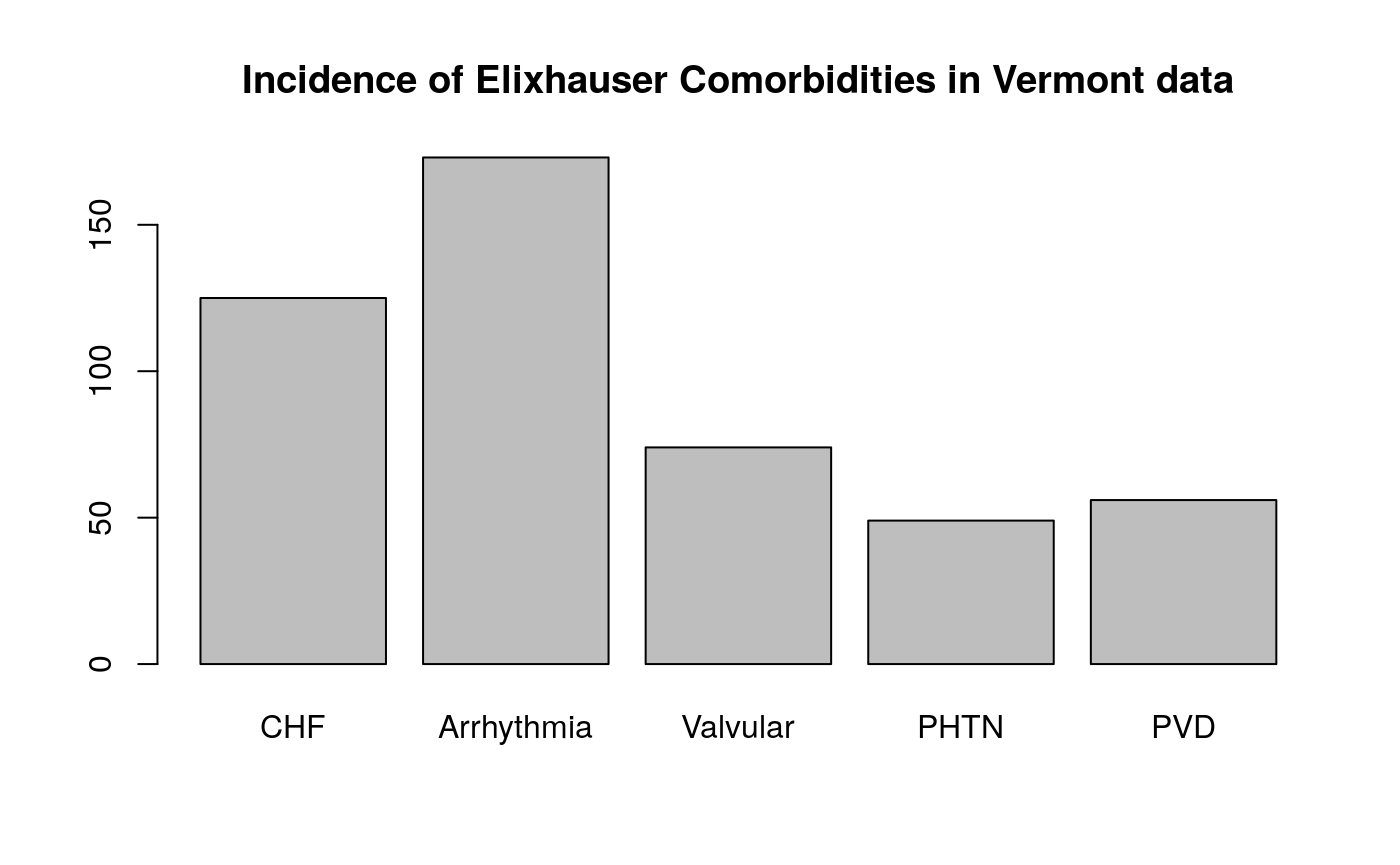 Incidence of Elixhauser Comorbidities in Vermont data
150
100
50
0
CHF Arrhythmia Valvular PHTN PVD